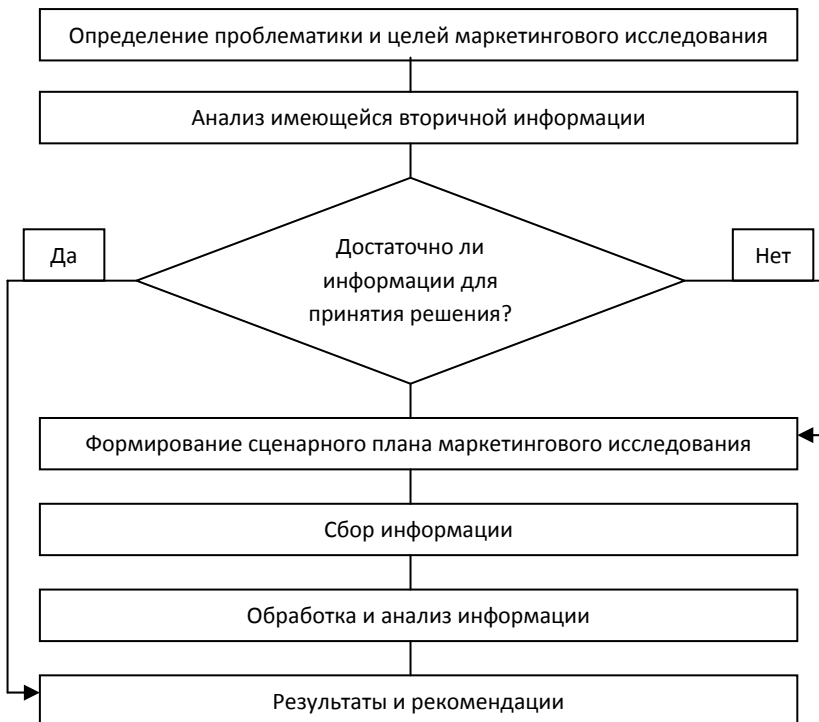 Определение проблематики и целей маркетингового исследования
Анализ имеющейся вторичной информации
Да
Достаточно ли
информации для
принятия решения?
Нет
Формирование сценарного плана маркетингового исследования
Сбор информации
Обработка и анализ информации
Результаты и рекомендации